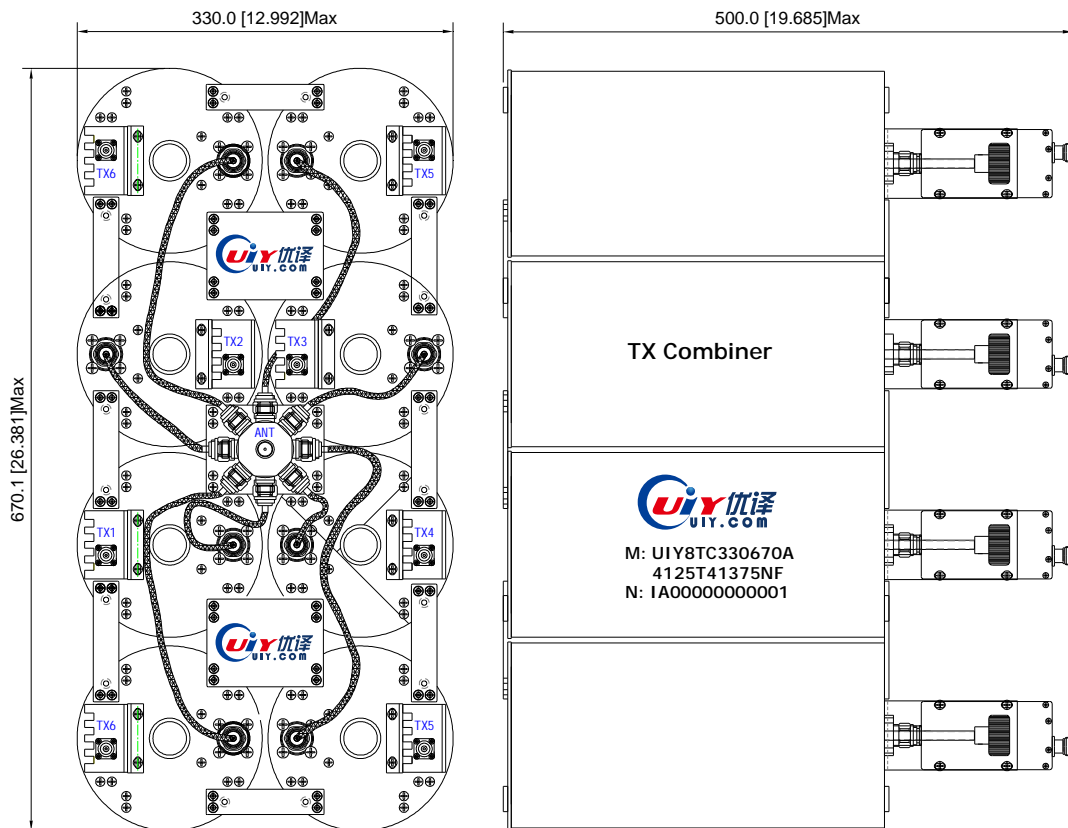 330.0 [12.992]Max
500.0 [19.685]Max
670.1 [26.381]Max
TX6
TX5
UiY优译
UIY.COM
TX2
TX3
ANT
TX1
TX4
UiY优译
UIY.COM
TX6
TX5
TX Combiner
UiY优译
UIY.COM
M: UIY8TC330670A
4125T41375NF
N: IA00000000001